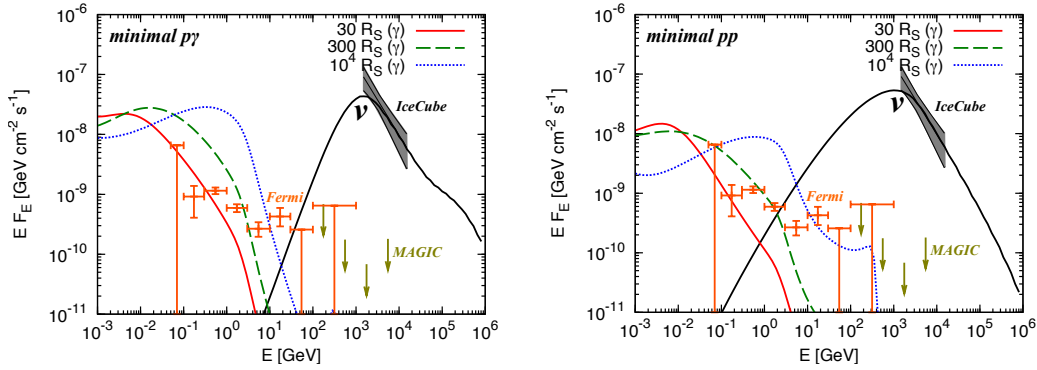 minimal pγ
30 R_S (γ)
300 R_S (γ)
10^4 R_S (γ)
ν
IceCube
Fermi
MAGIC
E F_E [GeV cm^-2 s^-1]
10^-6
10^-7
10^-8
10^-9
10^-10
10^-11
10^-3 10^-2 10^-1 10^0 10^1 10^2 10^3 10^4 10^5 10^6
E [GeV]
minimal pp
30 R_S (γ)
300 R_S (γ)
10^4 R_S (γ)
ν
IceCube
Fermi
MAGIC
E F_E [GeV cm^-2 s^-1]
10^-6
10^-7
10^-8
10^-9
10^-10
10^-11
10^-3 10^-2 10^-1 10^0 10^1 10^2 10^3 10^4 10^5 10^6
E [GeV]